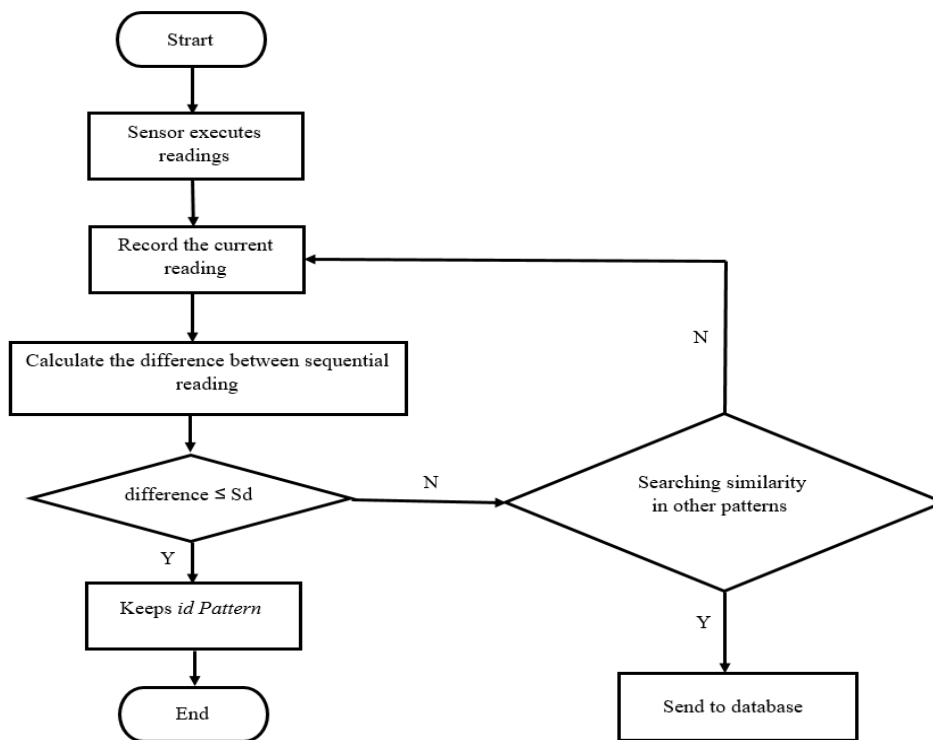 Strart
Sensor executes
readings
Record the current
reading
N
Calculate the difference between sequential
reading
difference ≤ Sd
N
Searching similarity
in other patterns
Y
Keeps id Pattern
Y
End
Send to database